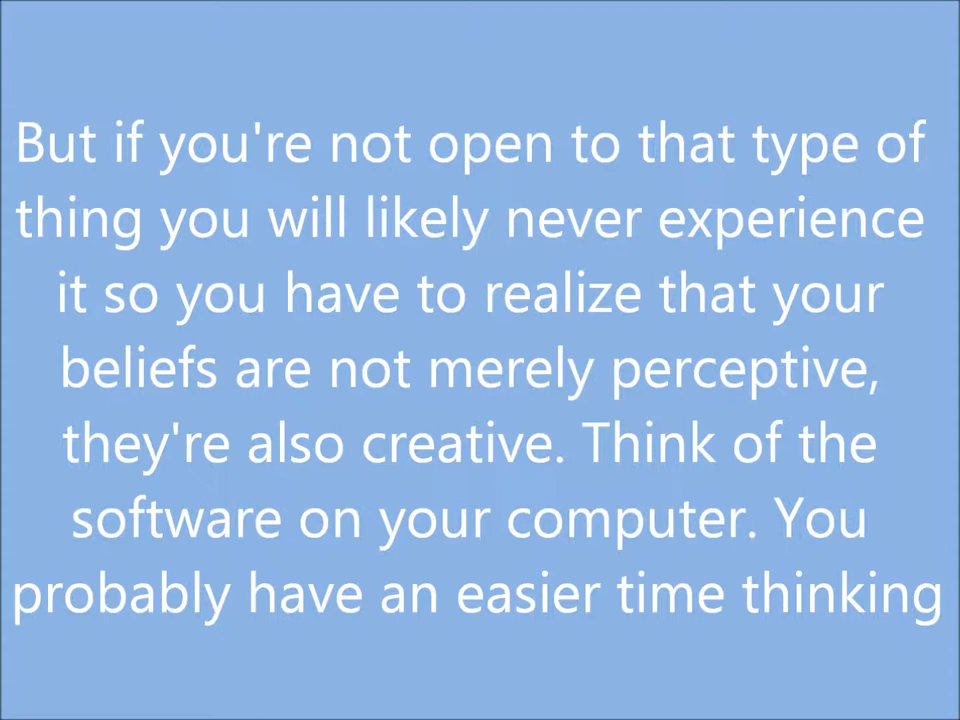 But if you're not open to that type of
thing you will likely never experience
it so you have to realize that your
beliefs are not merely perceptive,
they're also creative. Think of the
software on your computer. You
probably have an easier time thinking